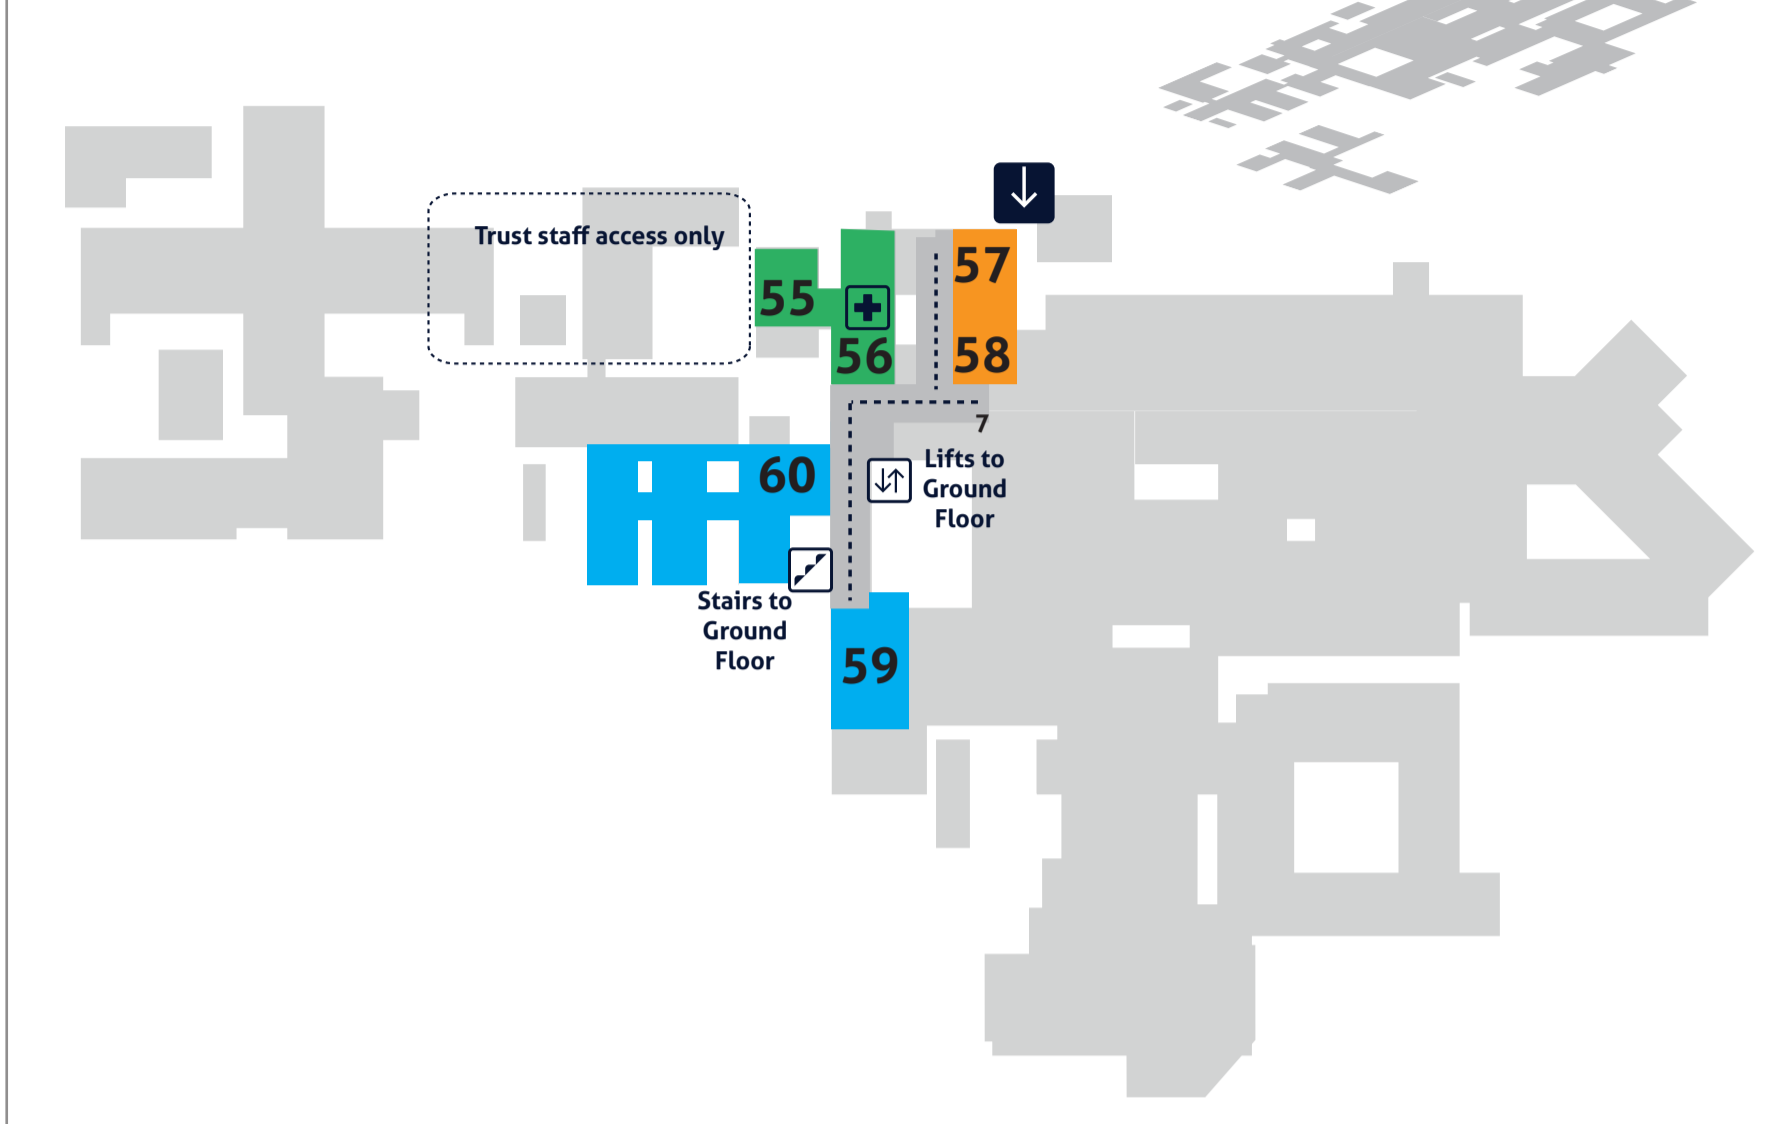 Trust staff access only
57
55
56
58
7
60
Lifts to
Ground
Floor
Stairs to
Ground
Floor
59